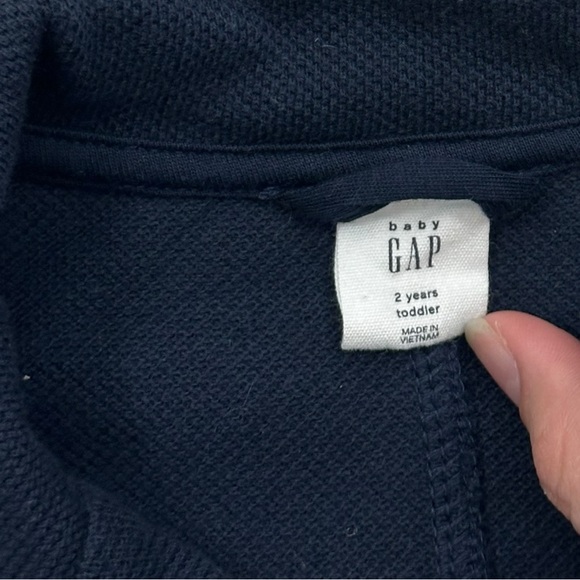 baby
GAP
2 years
toddler
MADE IN
VIETNAM